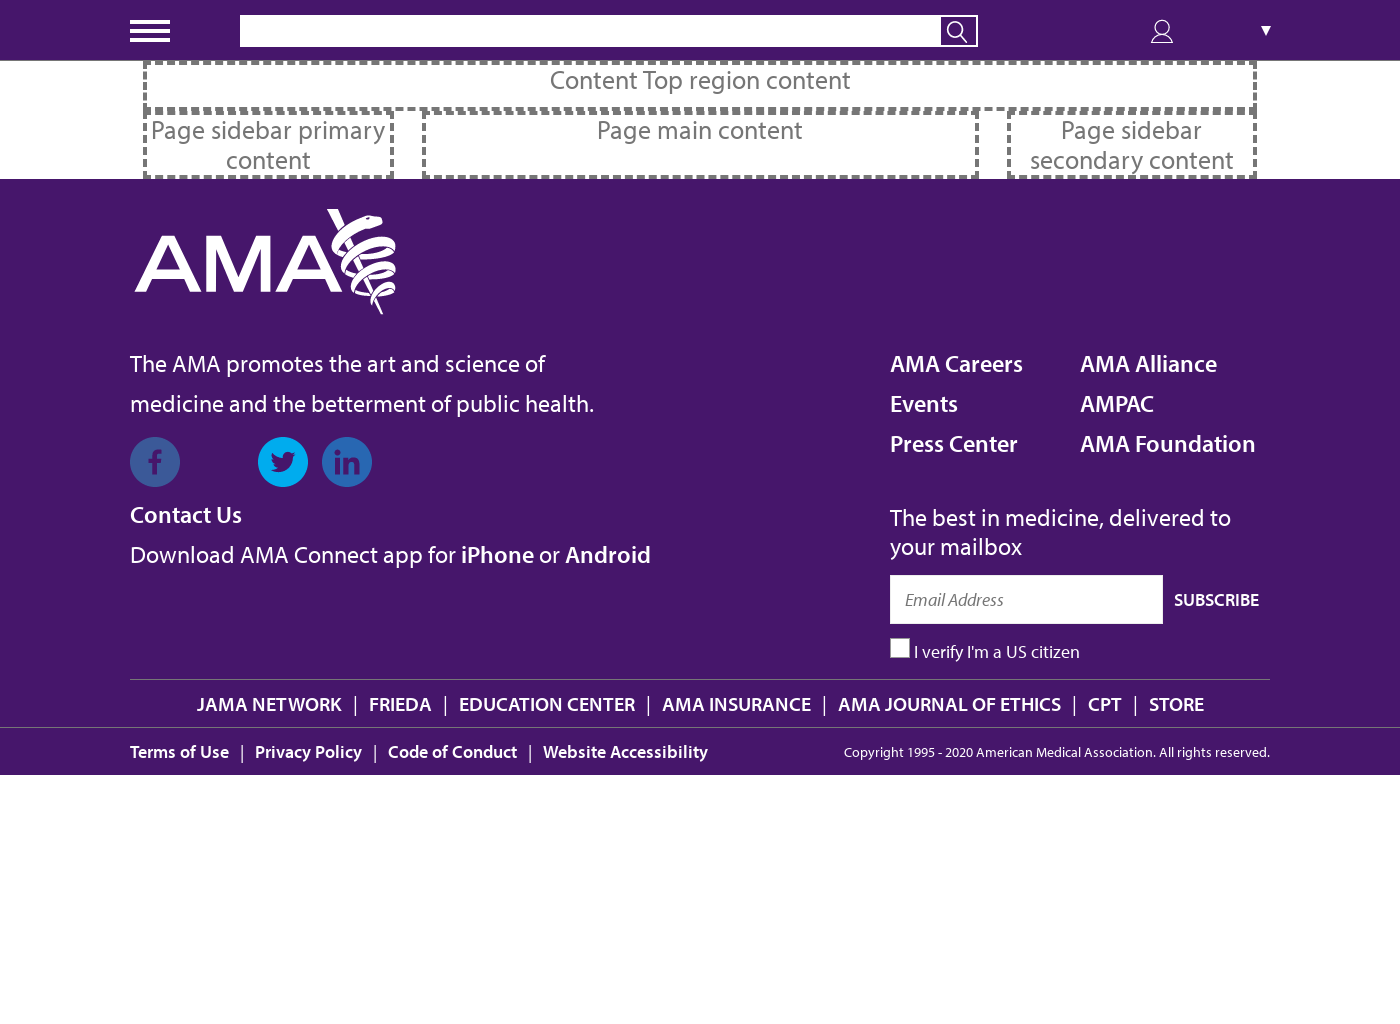 Content Top region content
Page sidebar primary
content
Page main content
Page sidebar
secondary content
AMA
The AMA promotes the art and science of
medicine and the betterment of public health.
Contact Us
Download AMA Connect app for iPhone or Android
AMA Careers
Events
Press Center
AMA Alliance
AMPAC
AMA Foundation
The best in medicine, delivered to
your mailbox
Email Address
SUBSCRIBE
I verify I'm a US citizen
JAMA NETWORK | FRIEDA | EDUCATION CENTER | AMA INSURANCE | AMA JOURNAL OF ETHICS | CPT | STORE
Terms of Use | Privacy Policy | Code of Conduct | Website Accessibility
Copyright 1995 - 2020 American Medical Association. All rights reserved.